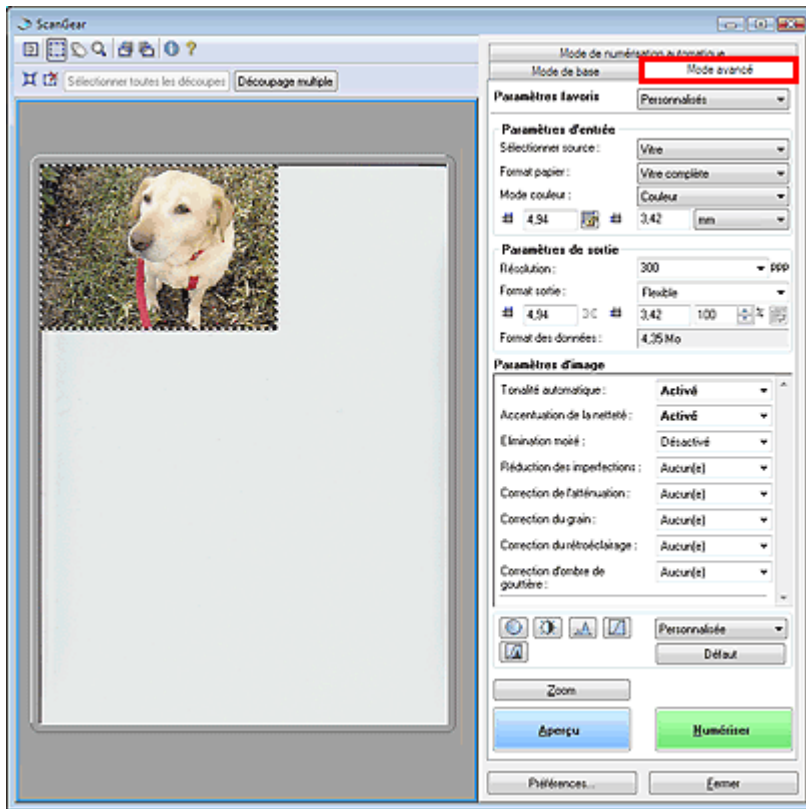 ScanGear
Sélectionner toutes les découpes Découpage multiple
Mode de numérisation automatique
Mode de base Mode avancé
Paramètres favoris Personnalisés
Paramètres d'entrée
Sélectionner source : Vitre
Format papier : Vitre complète
Mode couleur : Couleur
4,94 3,42 mm
Paramètres de sortie
Résolution : 300 ppp
Format sortie : Flexible
4,94 3,42 100 %
Format des données : 4,35 Mo
Paramètres d'image
Tonalité automatique : Activé
Accentuation de la netteté : Activé
Elimination moiré : Désactivé
Réduction des imperfections : Aucun(e)
Correction de l'atténuation : Aucun(e)
Correction du grain : Aucun(e)
Correction du rétroéclairage : Aucun(e)
Correction d'ombre de gouttière : Aucun(e)
Personnalisée
Défaut
Zoom
Aperçu Numériser
Préférences... Fermer